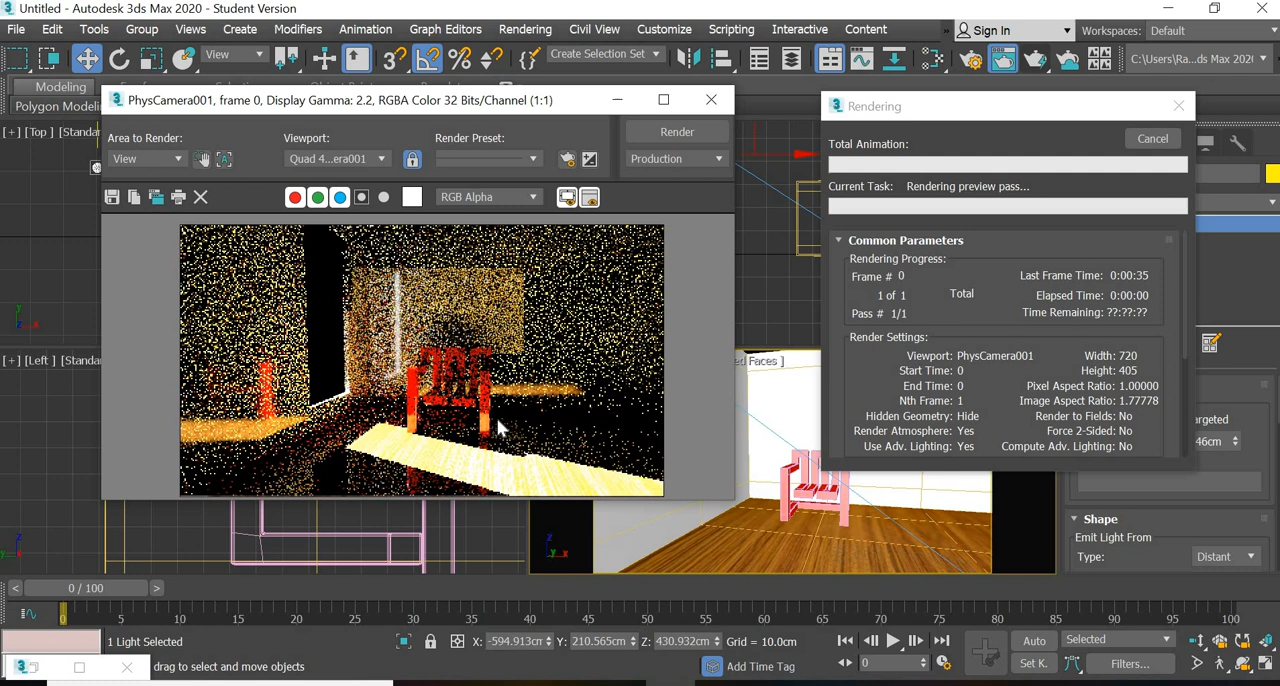 Untitled - Autodesk 3ds Max 2020 - Student Version
File Edit Tools Group Views Create Modifiers Animation Graph Editors Rendering Civil View Customize Scripting Interactive Content
Sign In
Workspaces: Default
View
Create Selection Set
C:\Users\Ra...ds Max 2020
Modeling
PhysCamera001, frame 0, Display Gamma: 2.2, RGBA Color 32 Bits/Channel (1:1)
Area to Render:
View
Viewport:
Quad 4...era001
Render Preset:
Render
Production
RGB Alpha
[+] [Top ]
[+] [Left ]
Rendering
Cancel
Total Animation:
Current Task: Rendering preview pass...
Common Parameters
Rendering Progress:
Frame # 0
1 of 1
Pass # 1/1
Total
Last Frame Time: 0:00:35
Elapsed Time: 0:00:00
Time Remaining: ??:??:??
Render Settings:
Viewport: PhysCamera001
Width: 720
Start Time: 0
Height: 405
End Time: 0
Pixel Aspect Ratio: 1.00000
Nth Frame: 1
Image Aspect Ratio: 1.77778
Hidden Geometry: Hide
Render to Fields: No
Render Atmosphere: Yes
Force 2-Sided: No
Use Adv. Lighting: Yes
Compute Adv. Lighting: No
ed Faces ]
argeted
46cm
Shape
Emit Light From
Type:
Distant
0 / 100
0 5 10 15 20 25 30 35 40 45 50 55 60 65 70 75 80 85 90 95 100
1 Light Selected
X: -594.913cm Y: 210.565cm Z: 430.932cm Grid = 10.0cm
Auto
Selected
drag to select and move objects
Add Time Tag
0
Set K.
Filters...